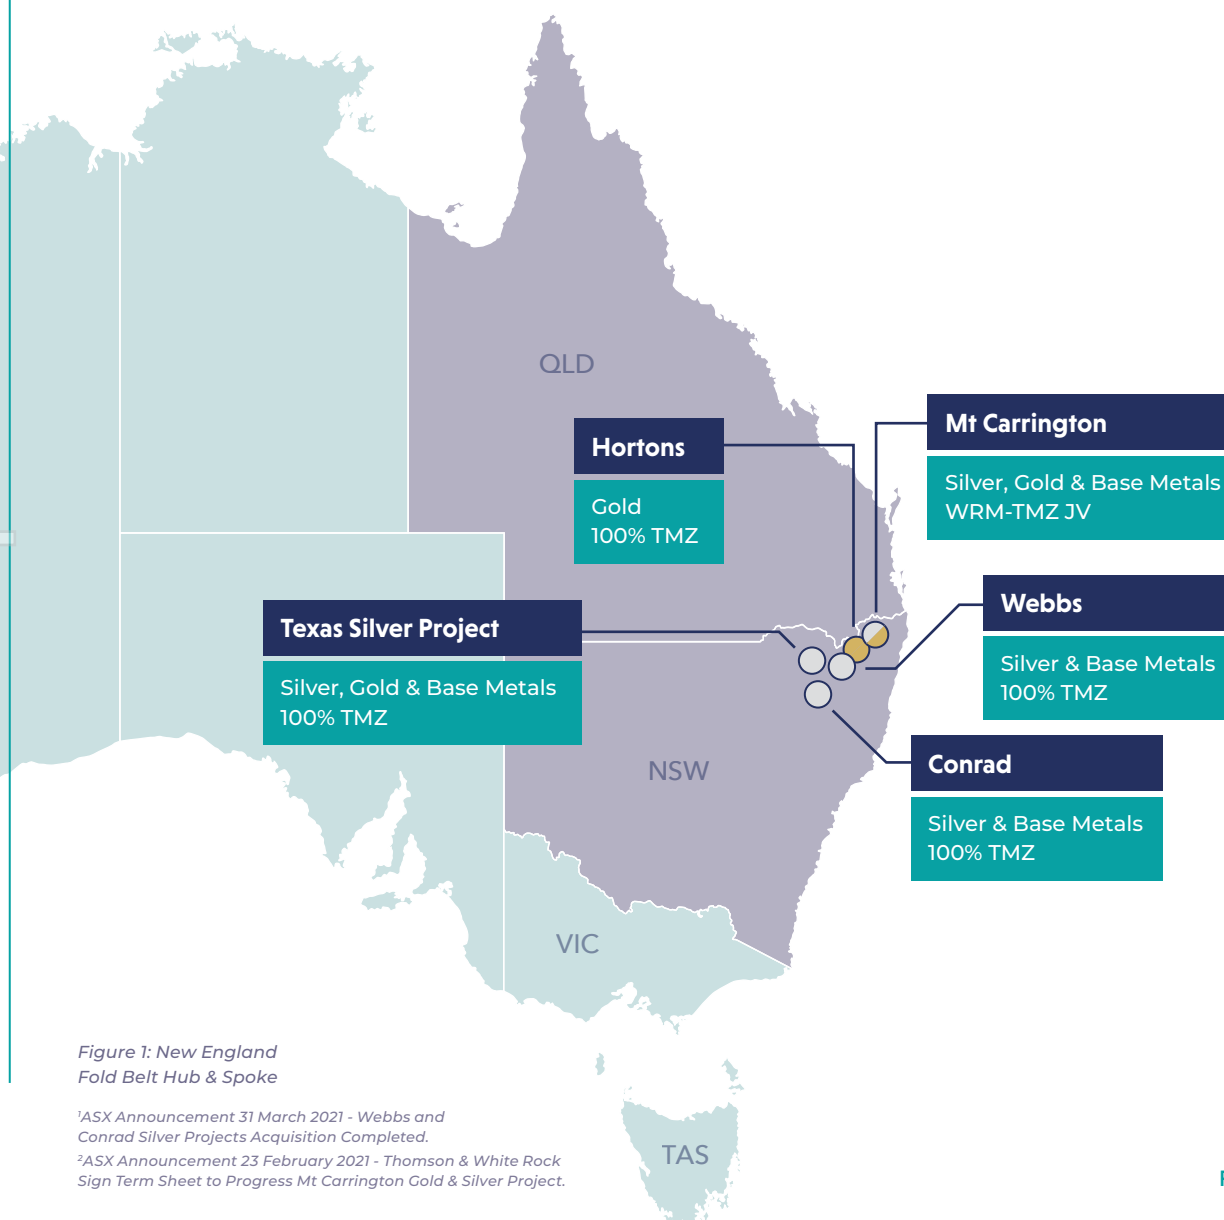 QLD
Hortons
Gold
100% TMZ
Mt Carrington
Silver, Gold & Base Metals
WRM-TMZ JV
Texas Silver Project
Silver, Gold & Base Metals
100% TMZ
Webbs
Silver & Base Metals
100% TMZ
NSW
Conrad
Silver & Base Metals
100% TMZ
VIC
TAS
Figure 1: New England
Fold Belt Hub & Spoke
¹ASX Announcement 31 March 2021 - Webbs and
Conrad Silver Projects Acquisition Completed.
²ASX Announcement 23 February 2021 - Thomson & White Rock
Sign Term Sheet to Progress Mt Carrington Gold & Silver Project.